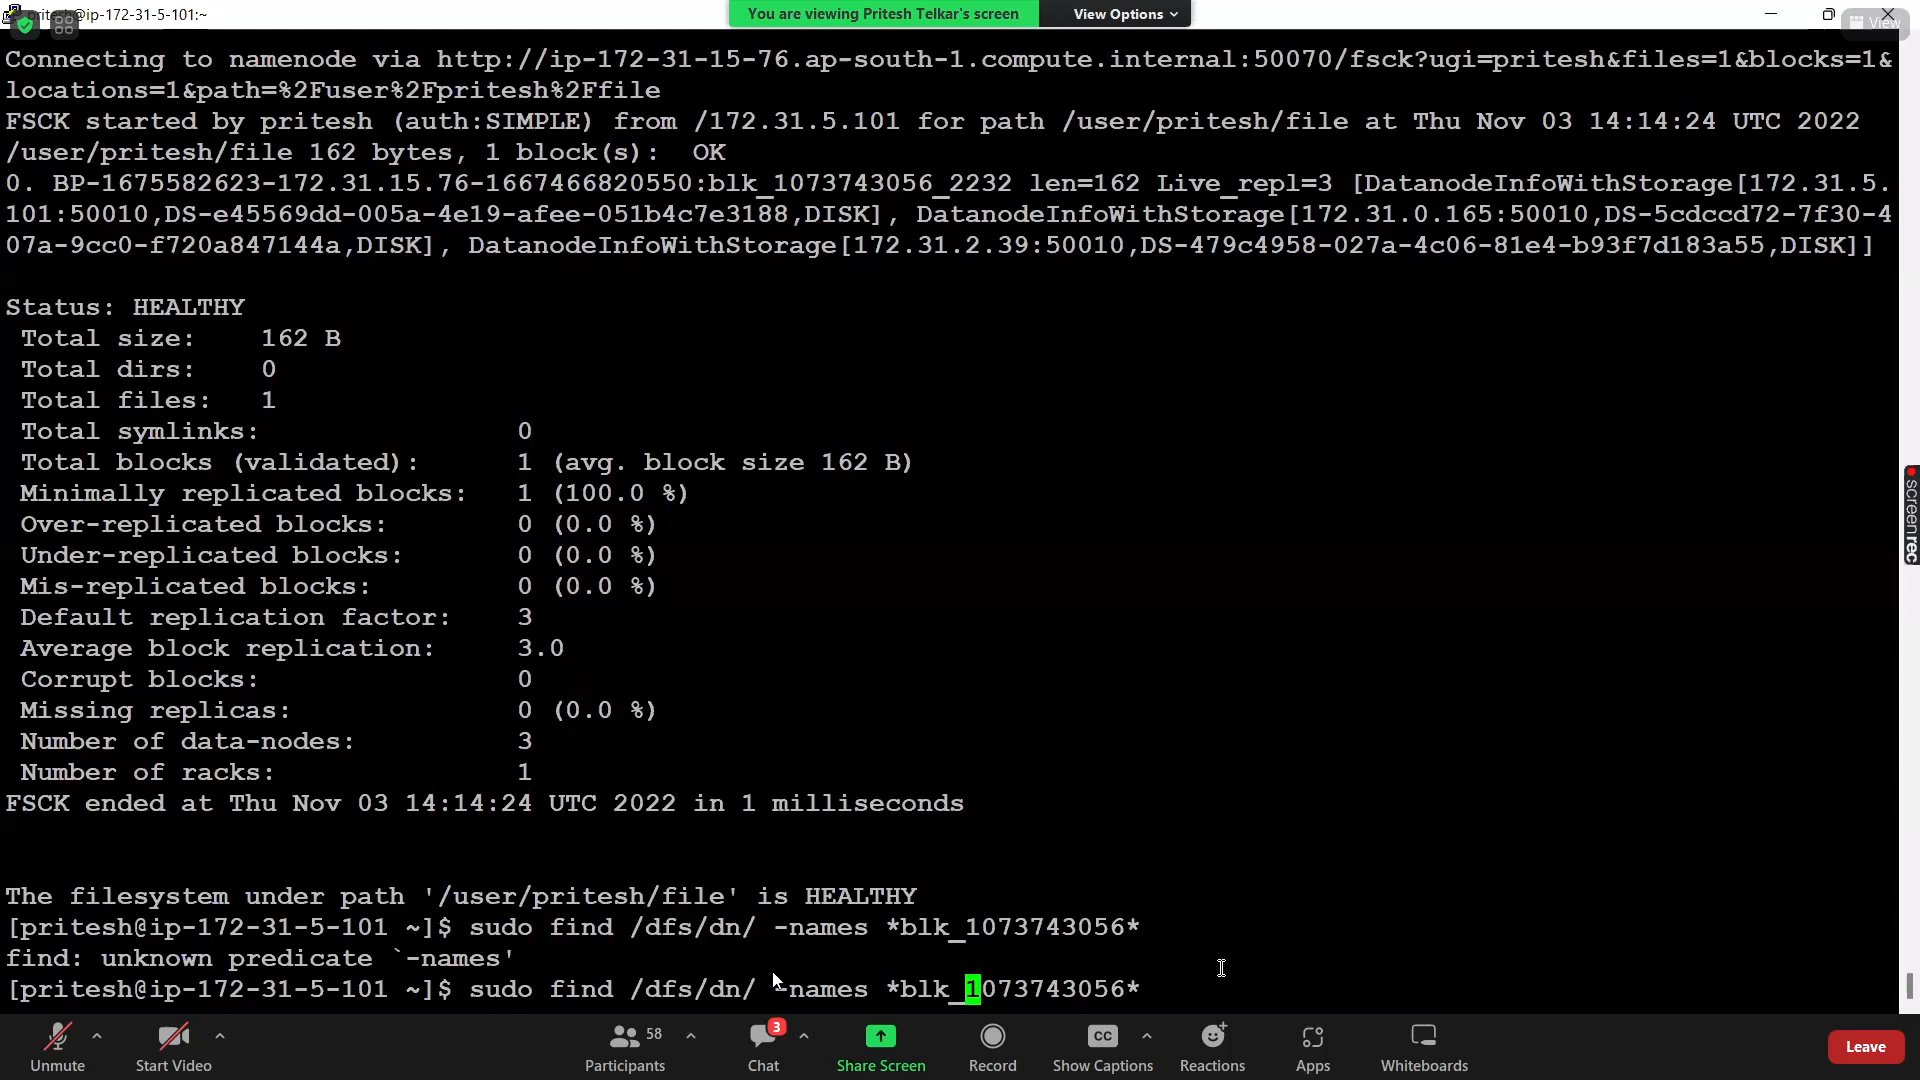 pritesh@ip-172-31-5-101:~
You are viewing Pritesh Telkar's screen
View Options
View
Connecting to namenode via http://ip-172-31-15-76.ap-south-1.compute.internal:50070/fsck?ugi=pritesh&files=1&blocks=1&
locations=1&path=%2Fuser%2Fpritesh%2Ffile
FSCK started by pritesh (auth:SIMPLE) from /172.31.5.101 for path /user/pritesh/file at Thu Nov 03 14:14:24 UTC 2022
/user/pritesh/file 162 bytes, 1 block(s):  OK
0. BP-1675582623-172.31.15.76-1667466820550:blk_1073743056_2232 len=162 Live_repl=3 [DatanodeInfoWithStorage[172.31.5.
101:50010,DS-e45569dd-005a-4e19-afee-051b4c7e3188,DISK], DatanodeInfoWithStorage[172.31.0.165:50010,DS-5cdccd72-7f30-4
07a-9cc0-f720a847144a,DISK], DatanodeInfoWithStorage[172.31.2.39:50010,DS-479c4958-027a-4c06-81e4-b93f7d183a55,DISK]]
Status: HEALTHY
Total size: 162 B
Total dirs: 0
Total files: 1
Total symlinks: 0
Total blocks (validated): 1 (avg. block size 162 B)
Minimally replicated blocks: 1 (100.0 %)
Over-replicated blocks: 0 (0.0 %)
Under-replicated blocks: 0 (0.0 %)
Mis-replicated blocks: 0 (0.0 %)
Default replication factor: 3
Average block replication: 3.0
Corrupt blocks: 0
Missing replicas: 0 (0.0 %)
Number of data-nodes: 3
Number of racks: 1
FSCK ended at Thu Nov 03 14:14:24 UTC 2022 in 1 milliseconds
The filesystem under path '/user/pritesh/file' is HEALTHY
[pritesh@ip-172-31-5-101 ~]$ sudo find /dfs/dn/ -names *blk_1073743056*
find: unknown predicate `-names'
[pritesh@ip-172-31-5-101 ~]$ sudo find /dfs/dn/ -names *blk_1073743056*
screenrec
Unmute
Start Video
58
Participants
3
Chat
Share Screen
Record
CC
Show Captions
Reactions
Apps
Whiteboards
Leave